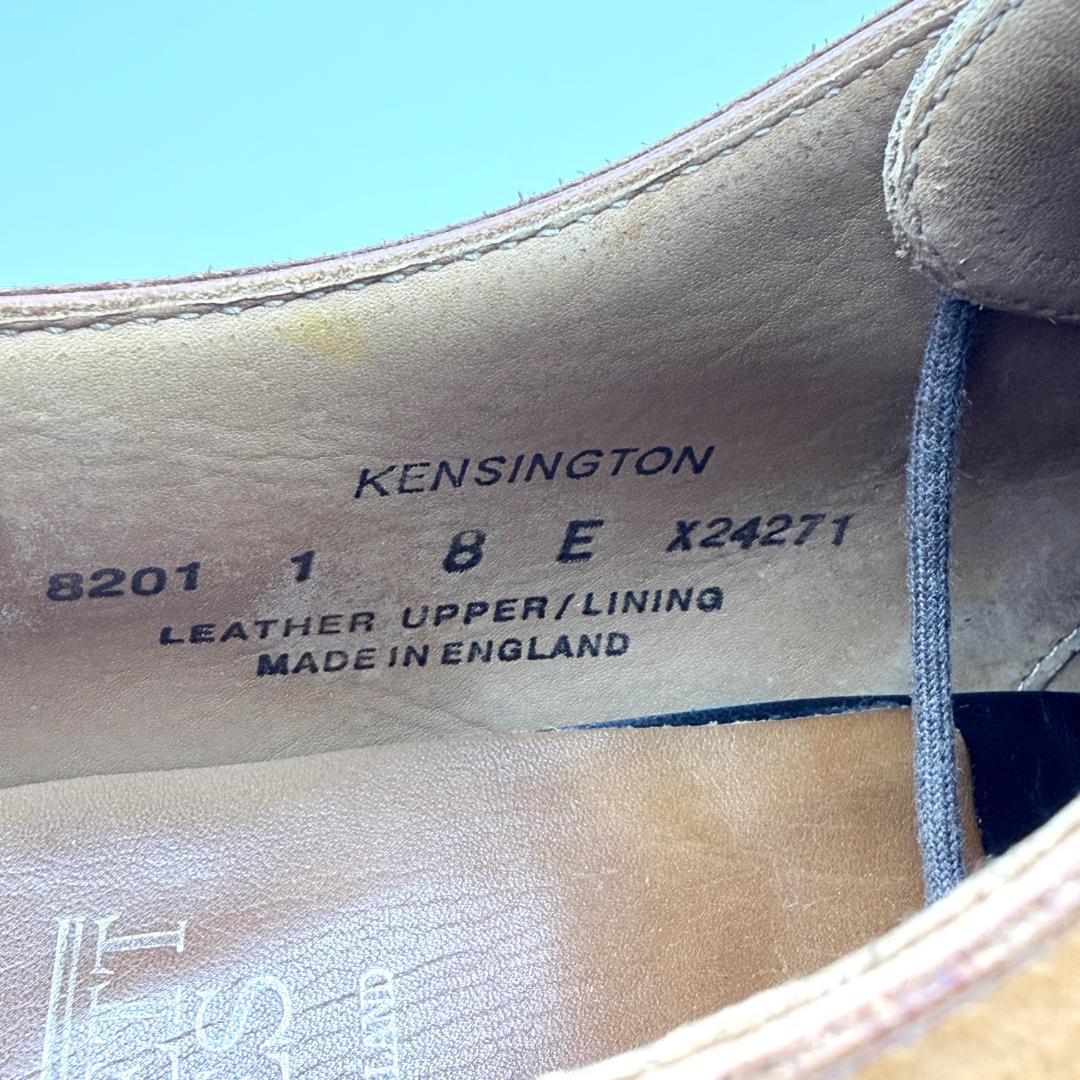 KENSINGTON
8201 1 8 E X24271
LEATHER UPPER/LINING
MADE IN ENGLAND